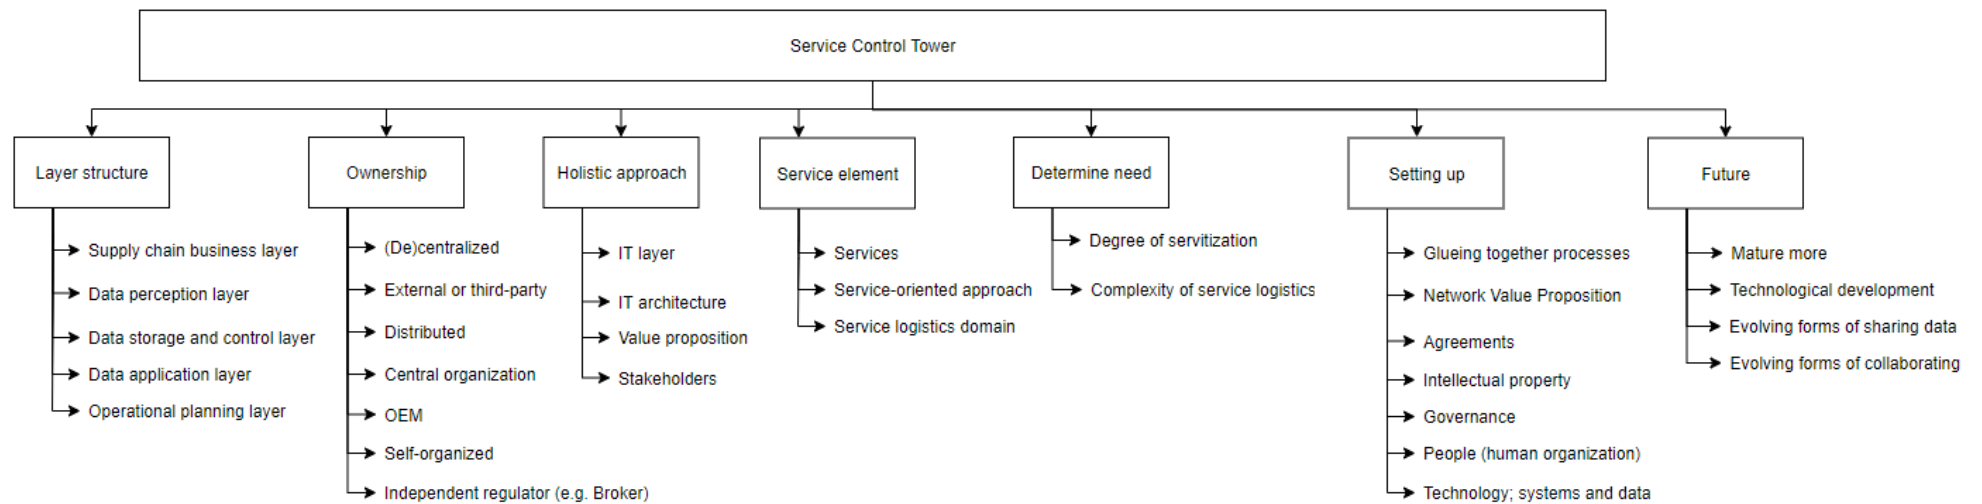 Service Control Tower
Layer structure
Supply chain business layer
Data perception layer
Data storage and control layer
Data application layer
Operational planning layer
Ownership
(De)centralized
External or third-party
Distributed
Central organization
OEM
Self-organized
Independent regulator (e.g. Broker)
Holistic approach
IT layer
IT architecture
Value proposition
Stakeholders
Service element
Services
Service-oriented approach
Service logistics domain
Determine need
Degree of servitization
Complexity of service logistics
Setting up
Glueing together processes
Network Value Proposition
Agreements
Intellectual property
Governance
People (human organization)
Technology; systems and data
Future
Mature more
Technological development
Evolving forms of sharing data
Evolving forms of collaborating